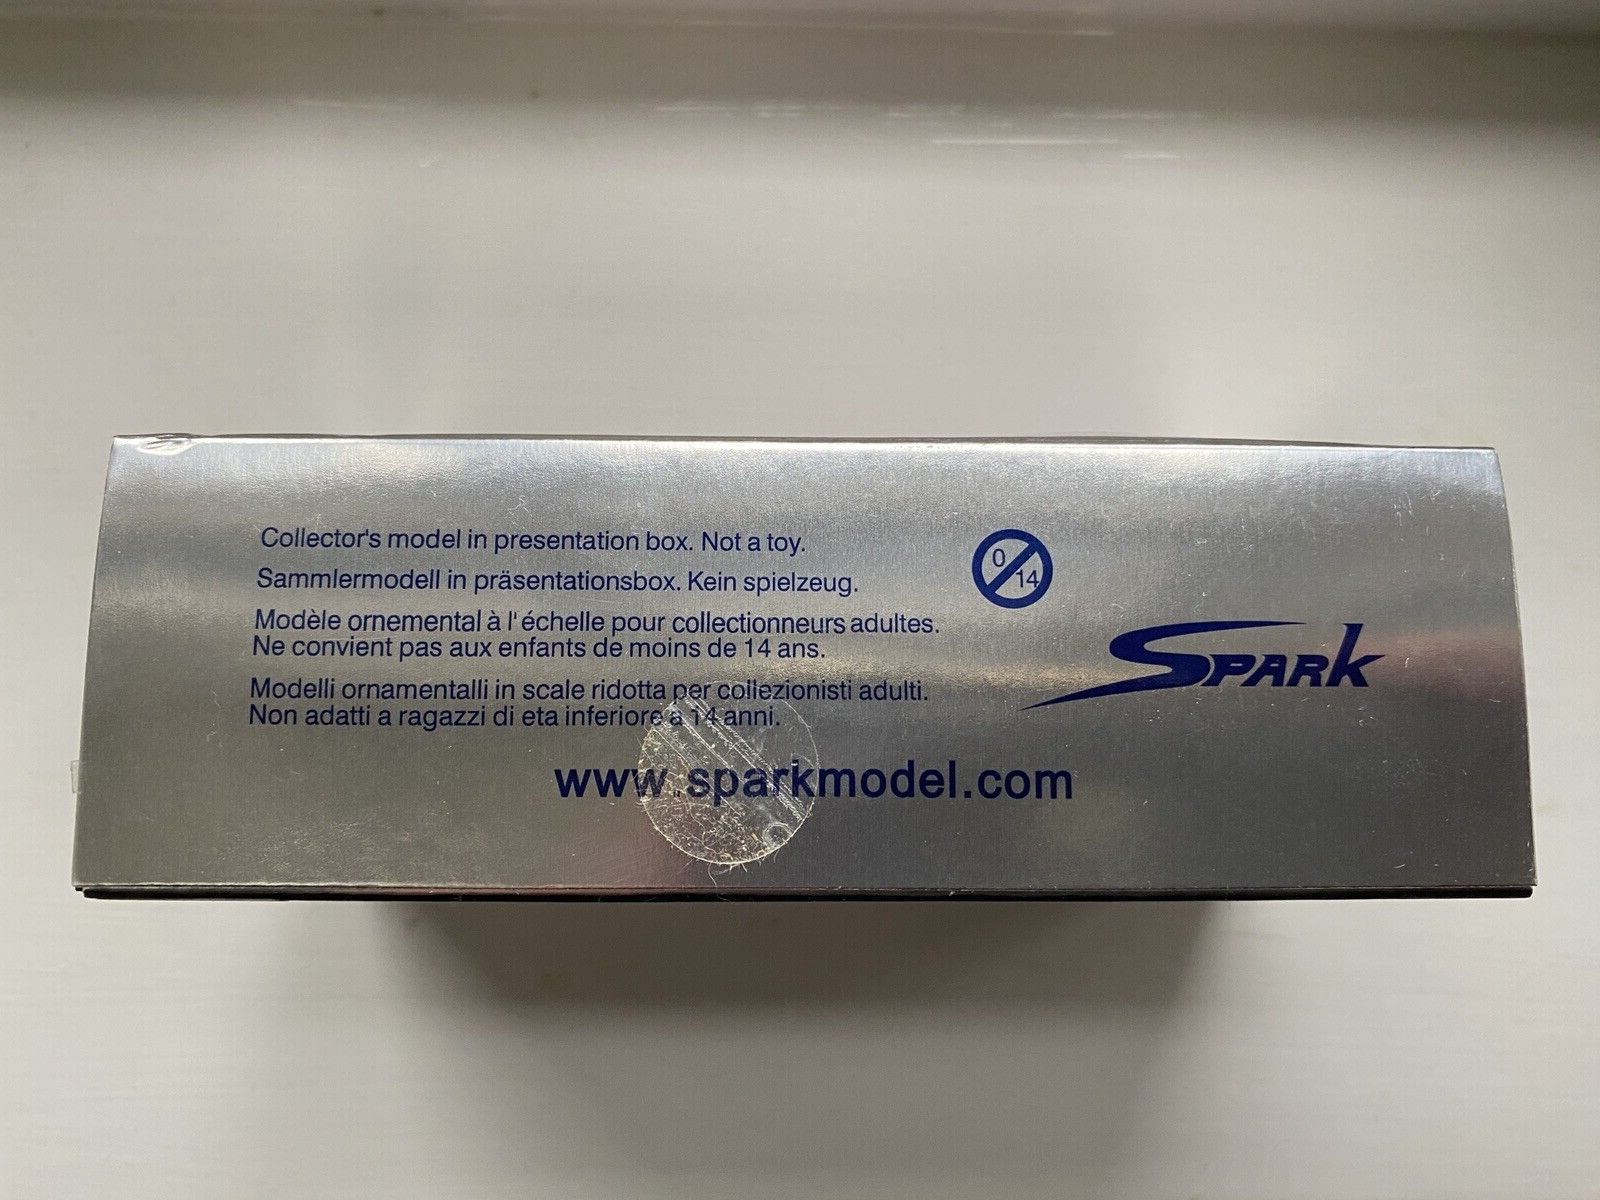 Collector's model in presentation box. Not a toy.
Sammlermodell in präsentationsbox. Kein spielzeug.
Modèle ornemental à l'échelle pour collectionneurs adultes.
Ne convient pas aux enfants de moins de 14 ans.
Modelli ornamentalli in scale ridotta per collezionisti adulti.
Non adatti a ragazzi di eta inferiore a 14 anni.
0
14
SPARK
www.sparkmodel.com